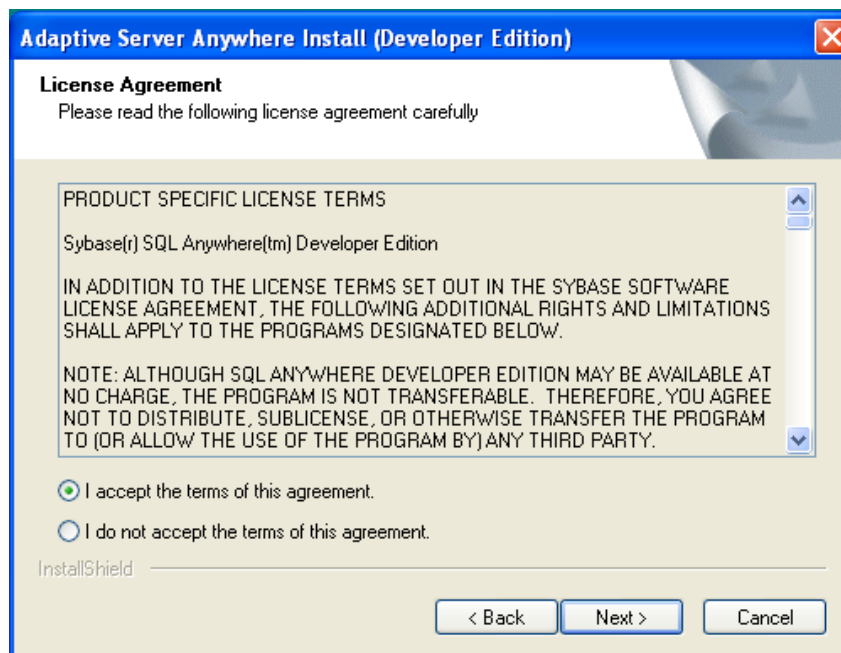 Adaptive Server Anywhere Install (Developer Edition)
License Agreement
Please read the following license agreement carefully
PRODUCT SPECIFIC LICENSE TERMS
Sybase(r) SQL Anywhere(tm) Developer Edition
IN ADDITION TO THE LICENSE TERMS SET OUT IN THE SYBASE SOFTWARE
LICENSE AGREEMENT, THE FOLLOWING ADDITIONAL RIGHTS AND LIMITATIONS
SHALL APPLY TO THE PROGRAMS DESIGNATED BELOW.
NOTE: ALTHOUGH SQL ANYWHERE DEVELOPER EDITION MAY BE AVAILABLE AT
NO CHARGE, THE PROGRAM IS NOT TRANSFERABLE.  THEREFORE, YOU AGREE
NOT TO DISTRIBUTE, SUBLICENSE, OR OTHERWISE TRANSFER THE PROGRAM
TO (OR ALLOW THE USE OF THE PROGRAM BY) ANY THIRD PARTY.
I accept the terms of this agreement.
I do not accept the terms of this agreement.
InstallShield
< Back
Next >
Cancel